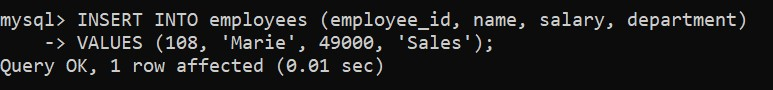 mysql> INSERT INTO employees (employee_id, name, salary, department)
    -> VALUES (108, 'Marie', 49000, 'Sales');
Query OK, 1 row affected (0.01 sec)